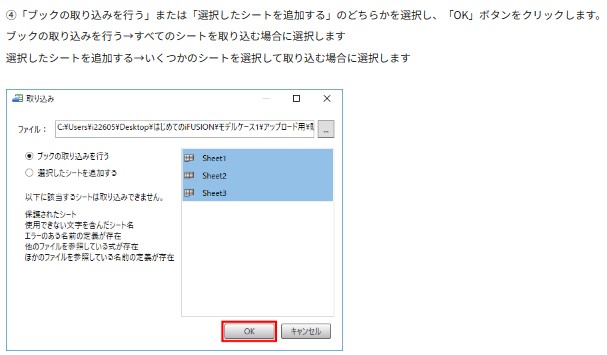 ④「ブックの取り込みを行う」または「選択したシートを追加する」のどちらかを選択し、「OK」ボタンをクリックします。
ブックの取り込みを行う→すべてのシートを取り込む場合に選択します
選択したシートを追加する→いくつかのシートを選択して取り込む場合に選択します
取り込み
ファイル： C:¥Users¥i22605¥Desktop¥はじめてのiFUSION¥モデルケース1¥アップロード用¥ ...
ブックの取り込みを行う
選択したシートを追加する
以下に該当するシートは取り込みできません。
保護されたシート
使用できない文字を含んだシート名
エラーのある名前の定義が存在
他のファイルを参照している式が存在
ほかのファイルを参照している名前の定義が存在
Sheet1
Sheet2
Sheet3
OK
キャンセル